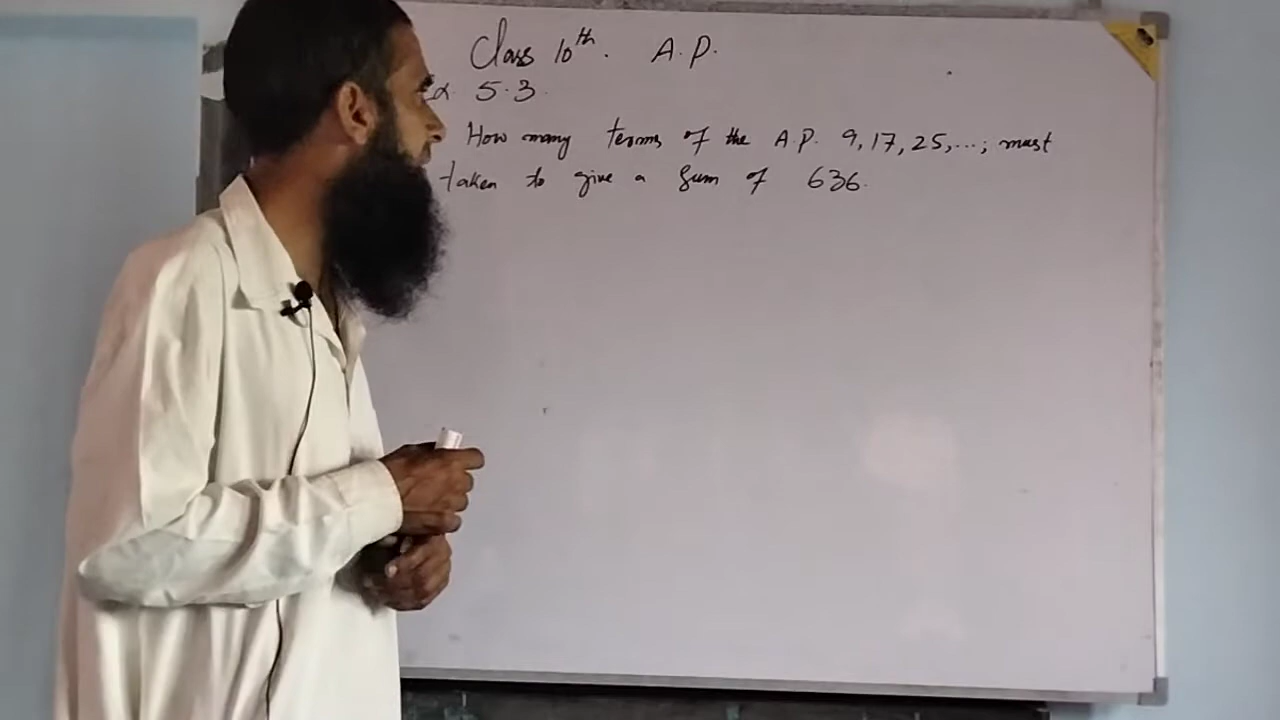 Class 10th. A.P.
Ex. 5.3.
How many terms of the A.P. 9, 17, 25, ...; must
taken to give a sum of 636.